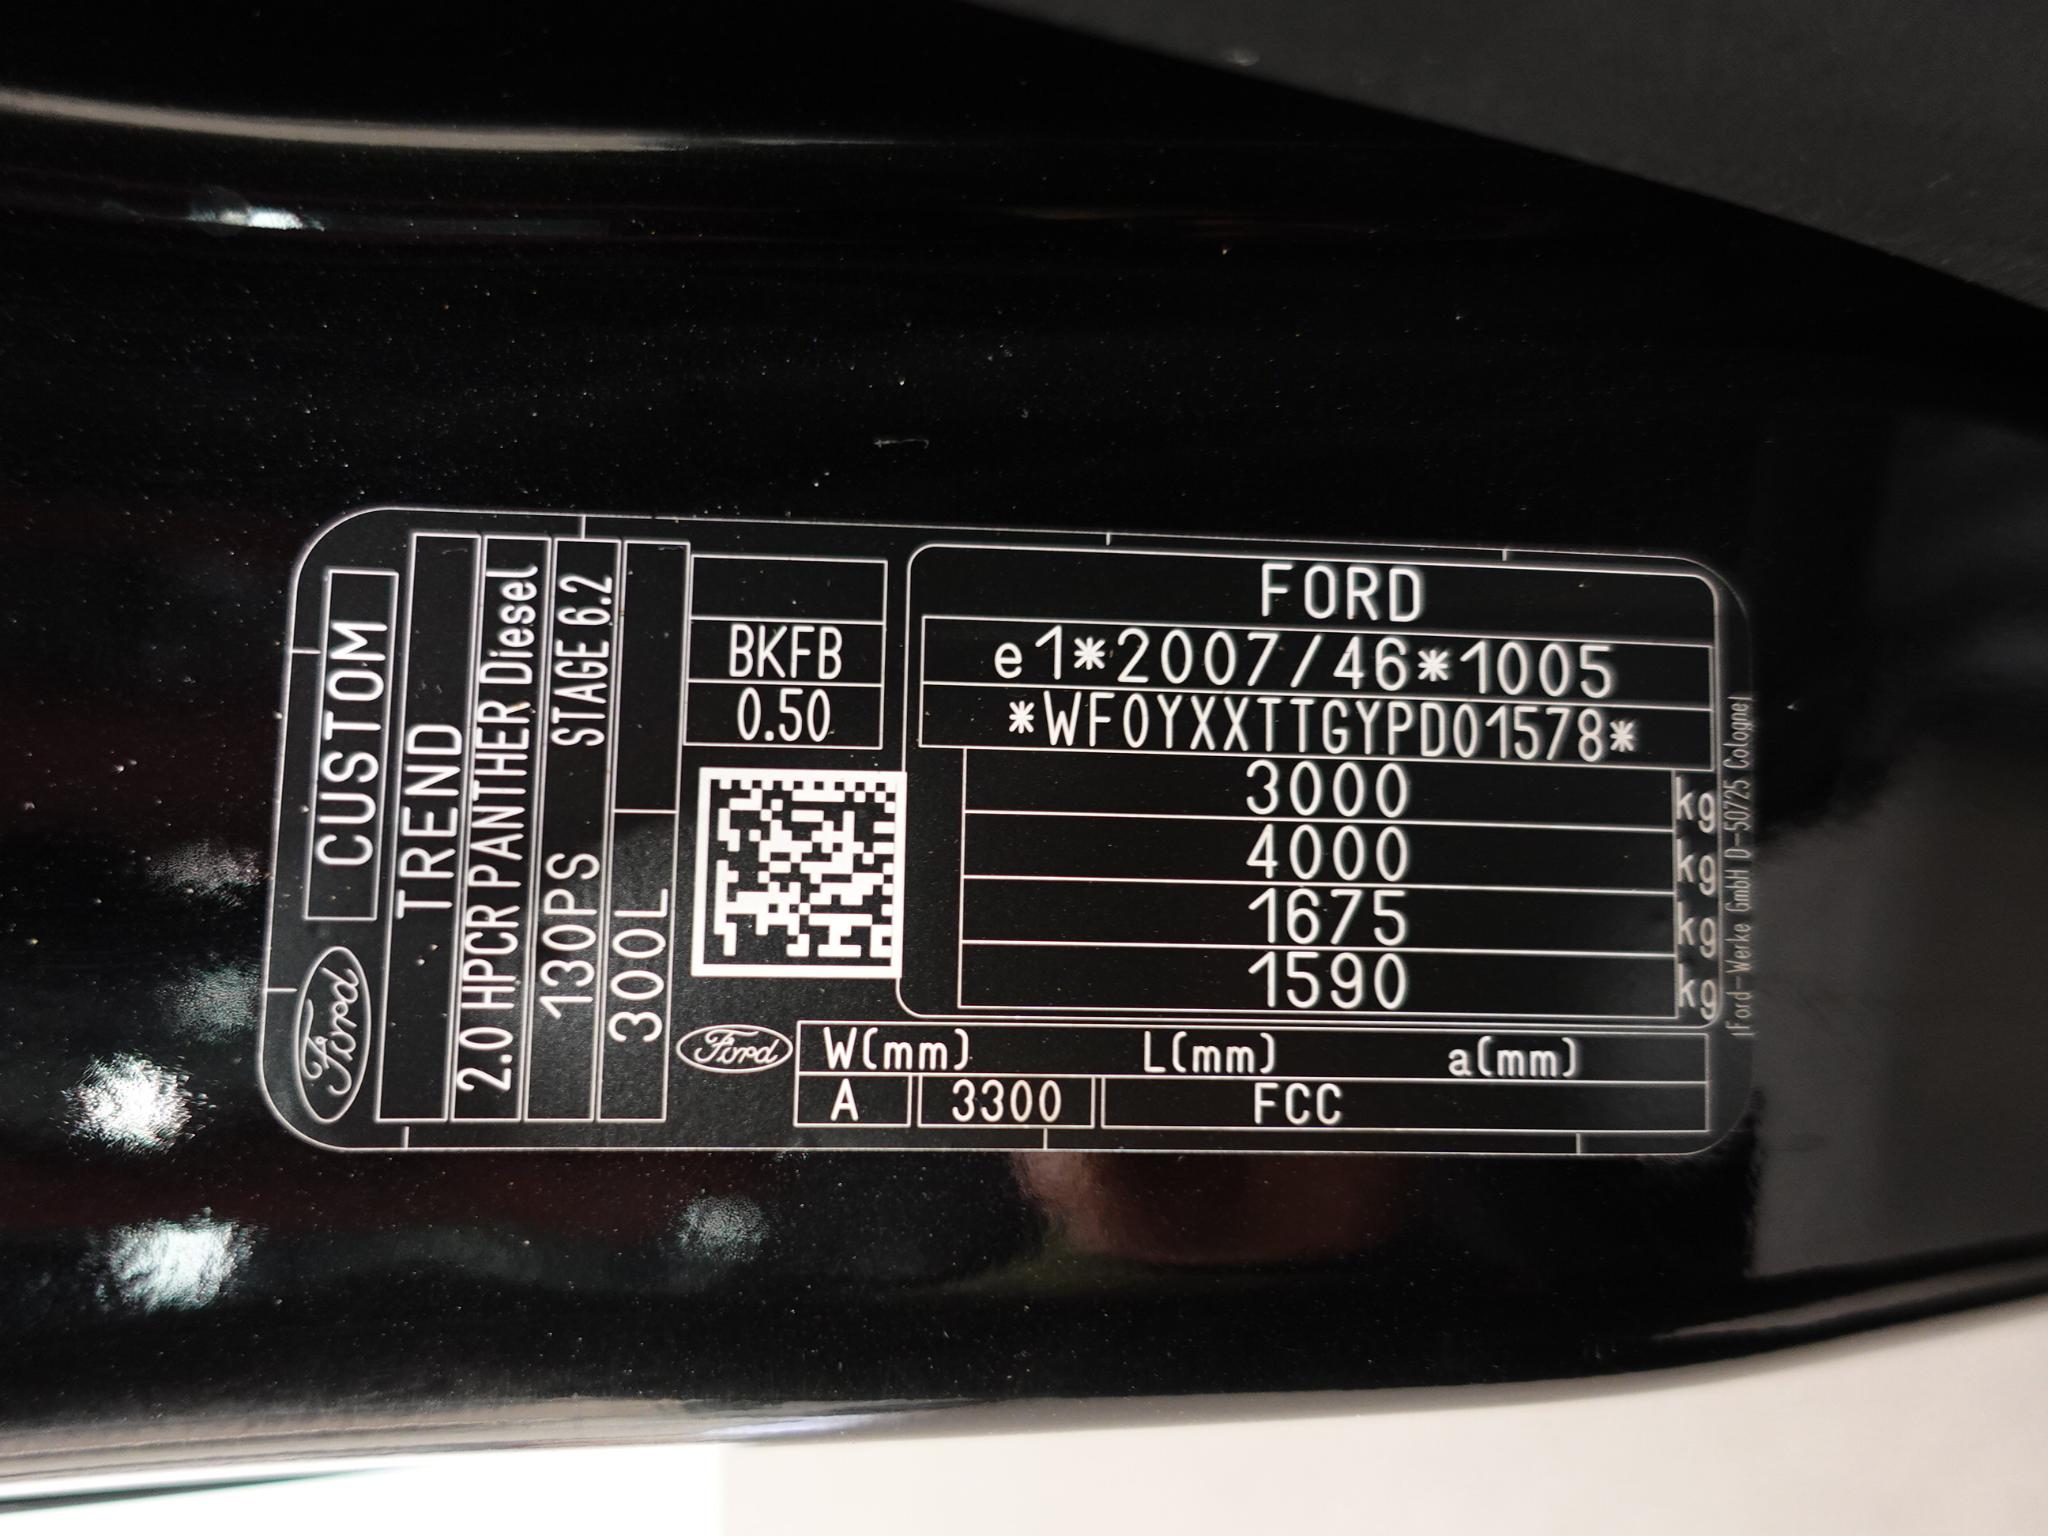 Ford
CUSTOM
TREND
2.0 HPCR PANTHER Diesel
130PS STAGE 6.2
300L
BKFB
0.50
FORD
e1*2007/46*1005
*WF0YXXTTGYPD01578*
3000 kg
4000 kg
1675 kg
1590 kg
Ford W(mm) L(mm) a(mm)
A 3300 FCC
(Ford-Werke GmbH D-50725 Cologne)